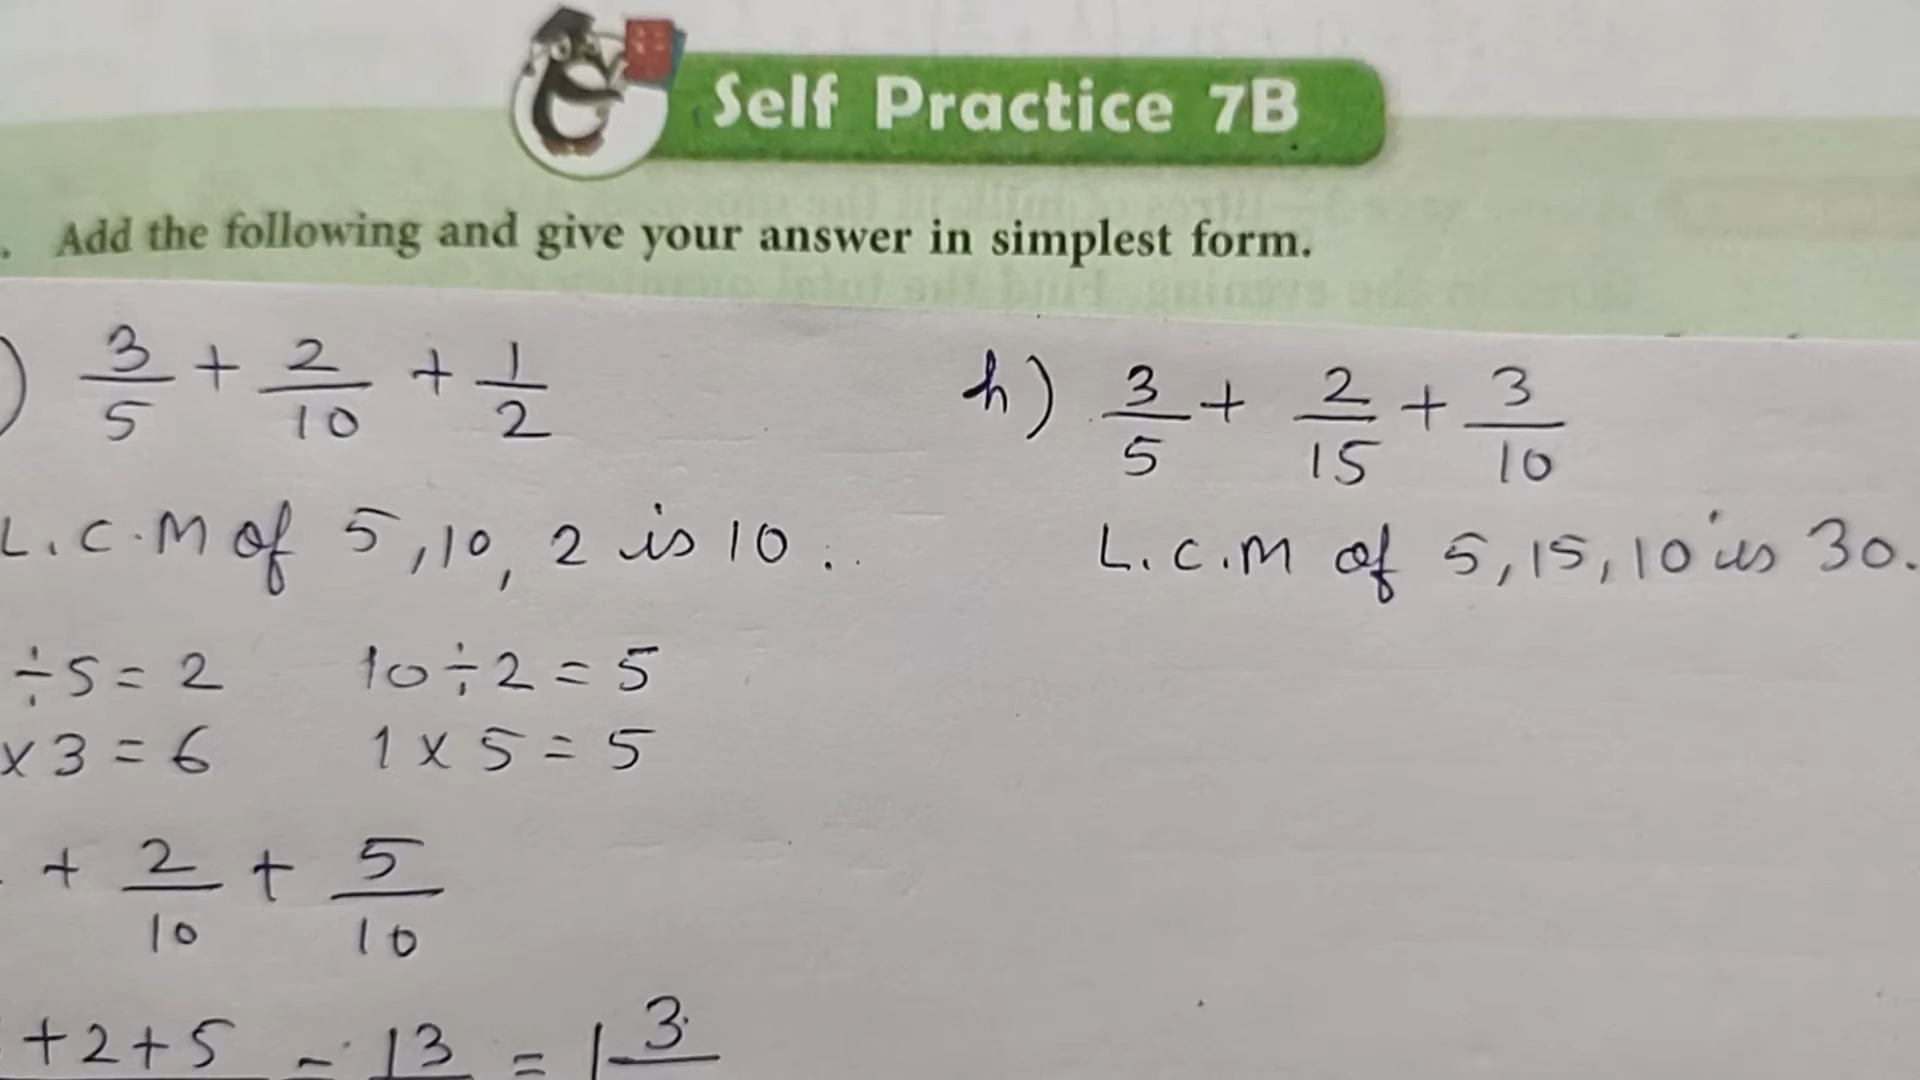 Self Practice 7B
. Add the following and give your answer in simplest form.
) 3/5 + 2/10 + 1/2
L.C.M of 5, 10, 2 is 10.
÷ 5 = 2 10 ÷ 2 = 5
x 3 = 6 1 x 5 = 5
+ 2/10 + 5/10
+ 2 + 5 = 13 = 1 3
h) 3/5 + 2/15 + 3/10
L.C.M of 5, 15, 10 is 30.